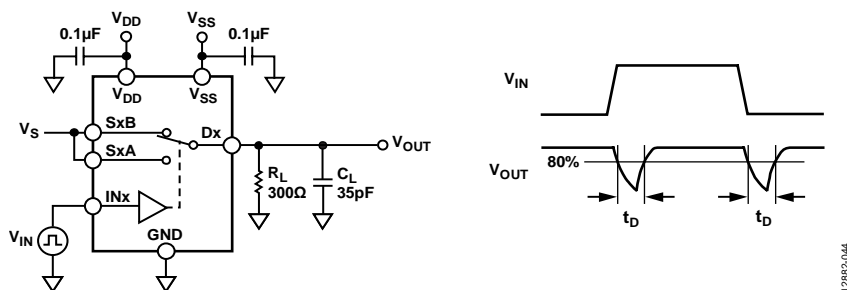 VDD VSS
0.1µF 0.1µF
VDD VSS
VS SxB Dx VOUT
SxA
RL
300Ω
CL
35pF
INx
VIN
GND
VIN
VOUT 80%
tD tD
12882-044